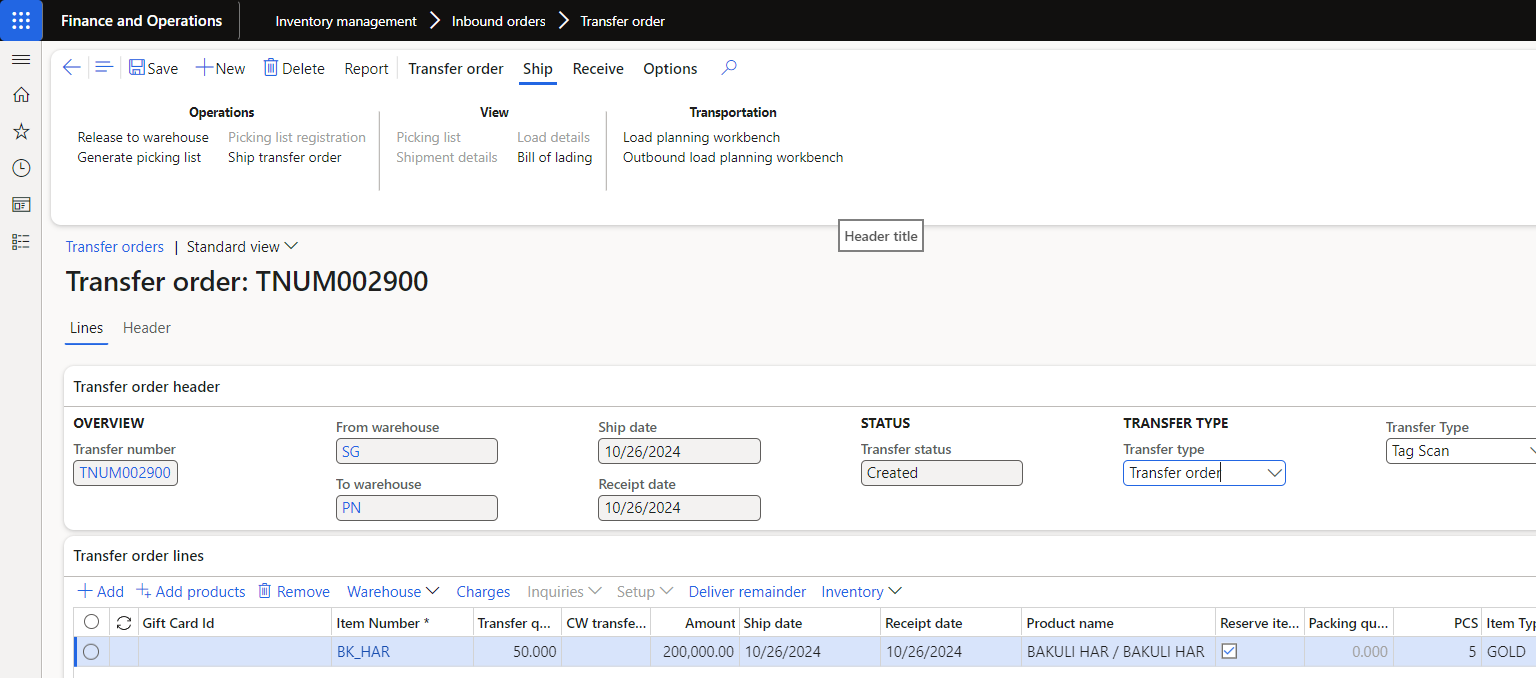 Finance and Operations
Inventory management > Inbound orders > Transfer order
Save New Delete Report Transfer order Ship Receive Options
Operations View Transportation
Release to warehouse Picking list registration Picking list Load details Load planning workbench
Generate picking list Ship transfer order Shipment details Bill of lading Outbound load planning workbench
Header title
Transfer orders | Standard view
Transfer order: TNUM002900
Lines Header
Transfer order header
OVERVIEW
Transfer number
TNUM002900
From warehouse
SG
To warehouse
PN
Ship date
10/26/2024
Receipt date
10/26/2024
STATUS
Transfer status
Created
TRANSFER TYPE
Transfer type
Transfer order
Transfer Type
Tag Scan
Transfer order lines
Add Add products Remove Warehouse Charges Inquiries Setup Deliver remainder Inventory
Gift Card Id Item Number * Transfer q... CW transfe... Amount Ship date Receipt date Product name Reserve ite... Packing qu... PCS Item Typ
BK_HAR 50.000 200,000.00 10/26/2024 10/26/2024 BAKULI HAR / BAKULI HAR 0.000 5 GOLD